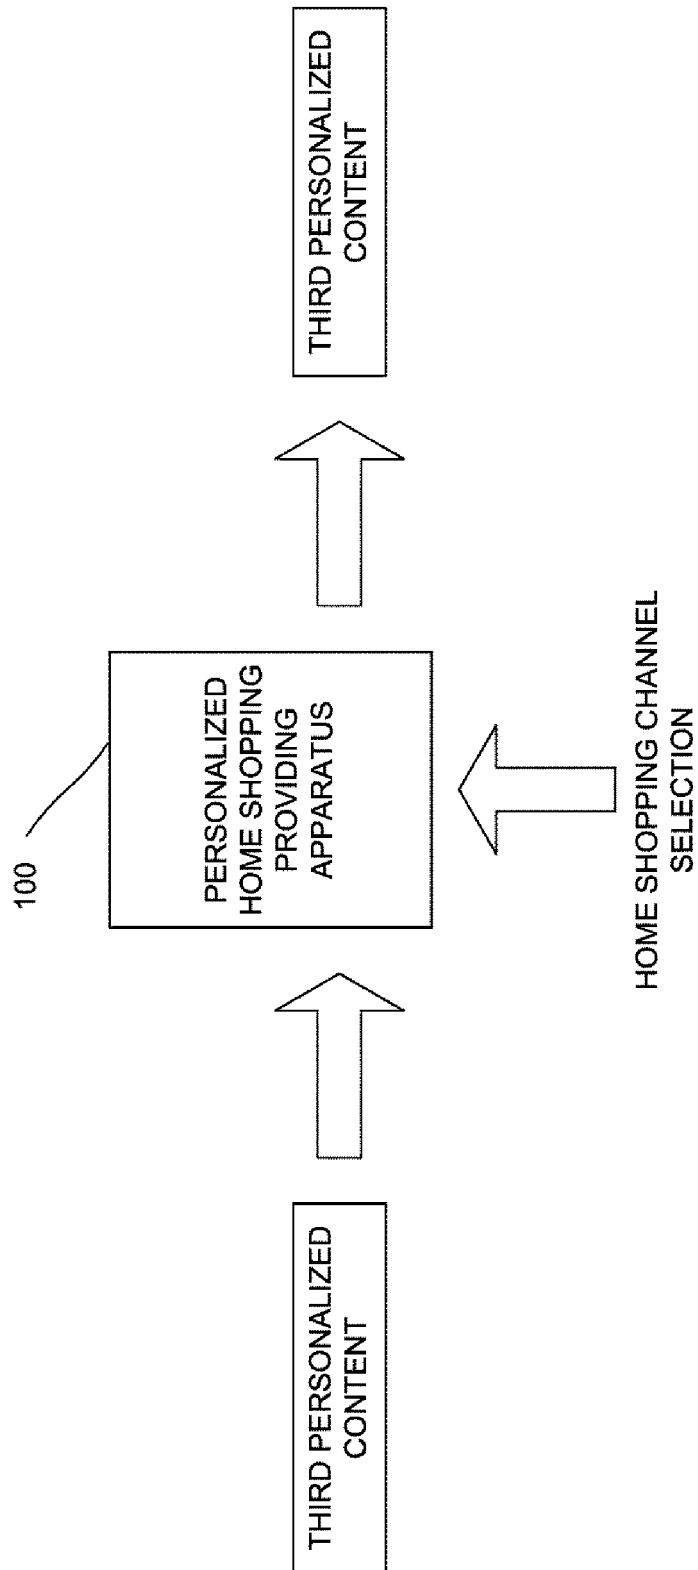 100
THIRD PERSONALIZED
CONTENT
PERSONALIZED
HOME SHOPPING
PROVIDING
APPARATUS
THIRD PERSONALIZED
CONTENT
HOME SHOPPING CHANNEL
SELECTION